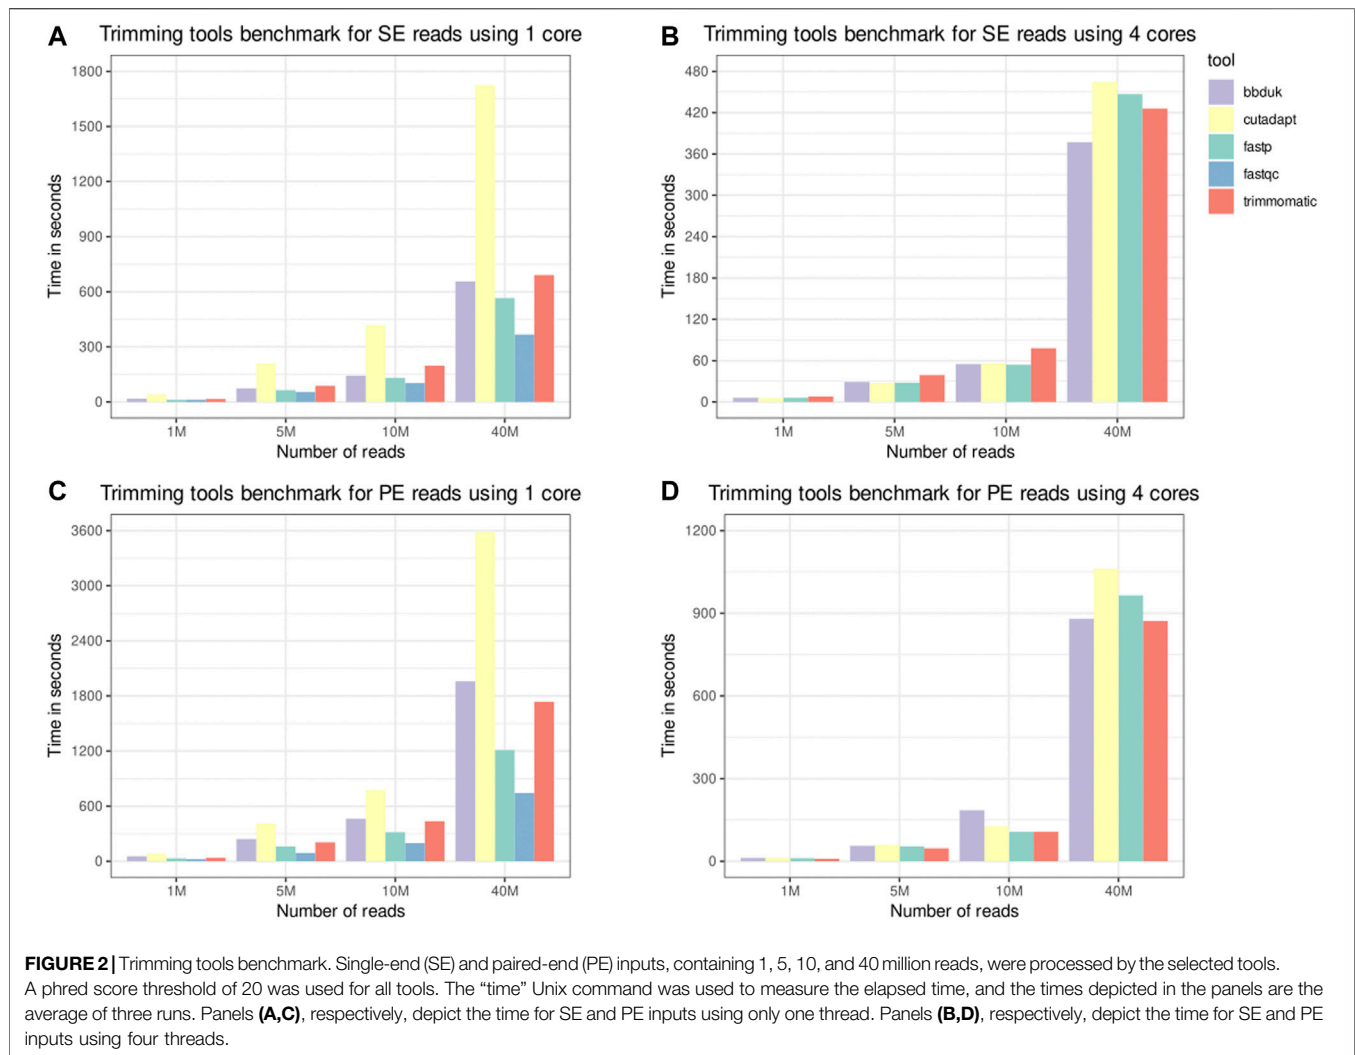 A Trimming tools benchmark for SE reads using 1 core
1800
1500
1200
900
600
300
0
Time in seconds
1M 5M 10M 40M
Number of reads
B Trimming tools benchmark for SE reads using 4 cores
480
420
360
300
240
180
120
60
0
Time in seconds
1M 5M 10M 40M
Number of reads
tool
bbduk
cutadapt
fastp
fastqc
trimmomatic
C Trimming tools benchmark for PE reads using 1 core
3600
3000
2400
1800
1200
600
0
Time in seconds
1M 5M 10M 40M
Number of reads
D Trimming tools benchmark for PE reads using 4 cores
1200
900
600
300
0
Time in seconds
1M 5M 10M 40M
Number of reads
FIGURE 2 | Trimming tools benchmark. Single-end (SE) and paired-end (PE) inputs, containing 1, 5, 10, and 40 million reads, were processed by the selected tools.
A phred score threshold of 20 was used for all tools. The “time” Unix command was used to measure the elapsed time, and the times depicted in the panels are the
average of three runs. Panels (A,C), respectively, depict the time for SE and PE inputs using only one thread. Panels (B,D), respectively, depict the time for SE and PE
inputs using four threads.